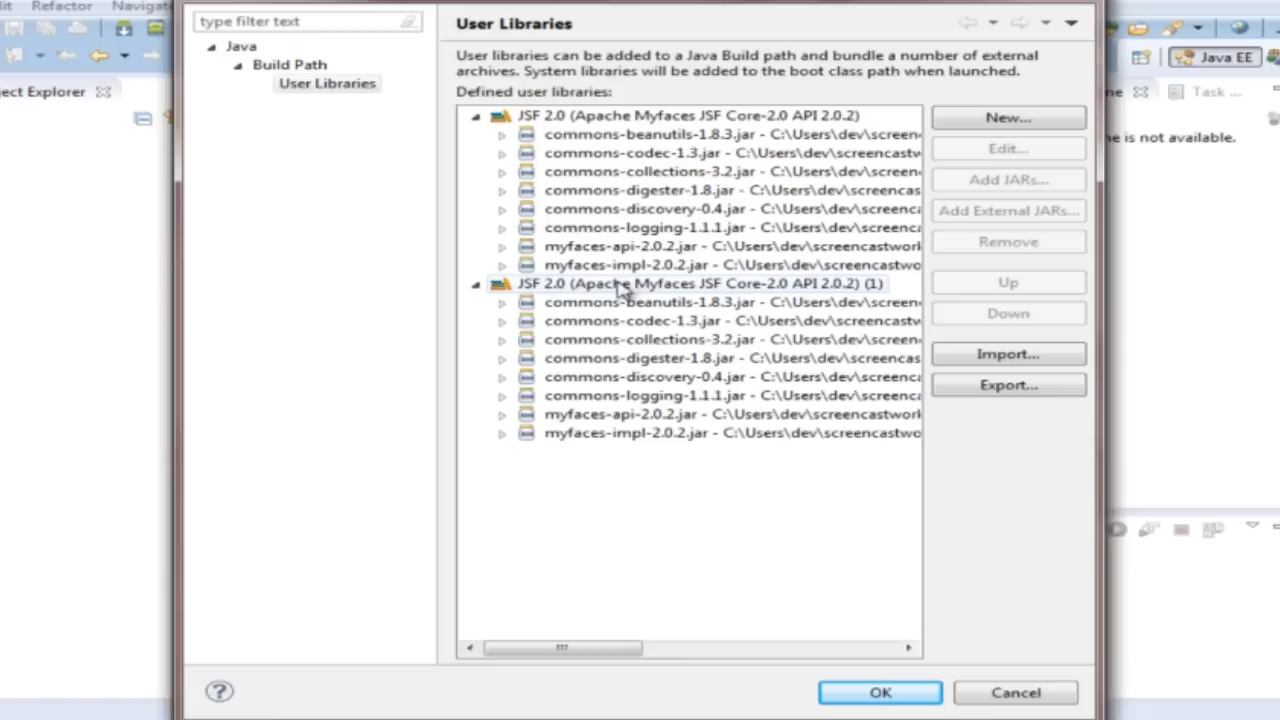 Refactor Navigate
type filter text
User Libraries
Java
Build Path
User Libraries
User libraries can be added to a Java Build path and bundle a number of external
archives. System libraries will be added to the boot class path when launched.
Defined user libraries:
JSF 2.0 (Apache Myfaces JSF Core-2.0 API 2.0.2)
commons-beanutils-1.8.3.jar - C:\Users\dev\screen
commons-codec-1.3.jar - C:\Users\dev\screencastw
commons-collections-3.2.jar - C:\Users\dev\screen
commons-digester-1.8.jar - C:\Users\dev\screencas
commons-discovery-0.4.jar - C:\Users\dev\screenca
commons-logging-1.1.1.jar - C:\Users\dev\screenca
myfaces-api-2.0.2.jar - C:\Users\dev\screencastwork
myfaces-impl-2.0.2.jar - C:\Users\dev\screencastwo
JSF 2.0 (Apache Myfaces JSF Core-2.0 API 2.0.2) (1)
commons-beanutils-1.8.3.jar - C:\Users\dev\screen
commons-codec-1.3.jar - C:\Users\dev\screencastw
commons-collections-3.2.jar - C:\Users\dev\screen
commons-digester-1.8.jar - C:\Users\dev\screencas
commons-discovery-0.4.jar - C:\Users\dev\screenca
commons-logging-1.1.1.jar - C:\Users\dev\screenca
myfaces-api-2.0.2.jar - C:\Users\dev\screencastwork
myfaces-impl-2.0.2.jar - C:\Users\dev\screencastwo
New...
Edit...
Add JARs...
Add External JARs...
Remove
Up
Down
Import...
Export...
OK
Cancel
ject Explorer
Java EE
ne
Task ...
ne is not available.